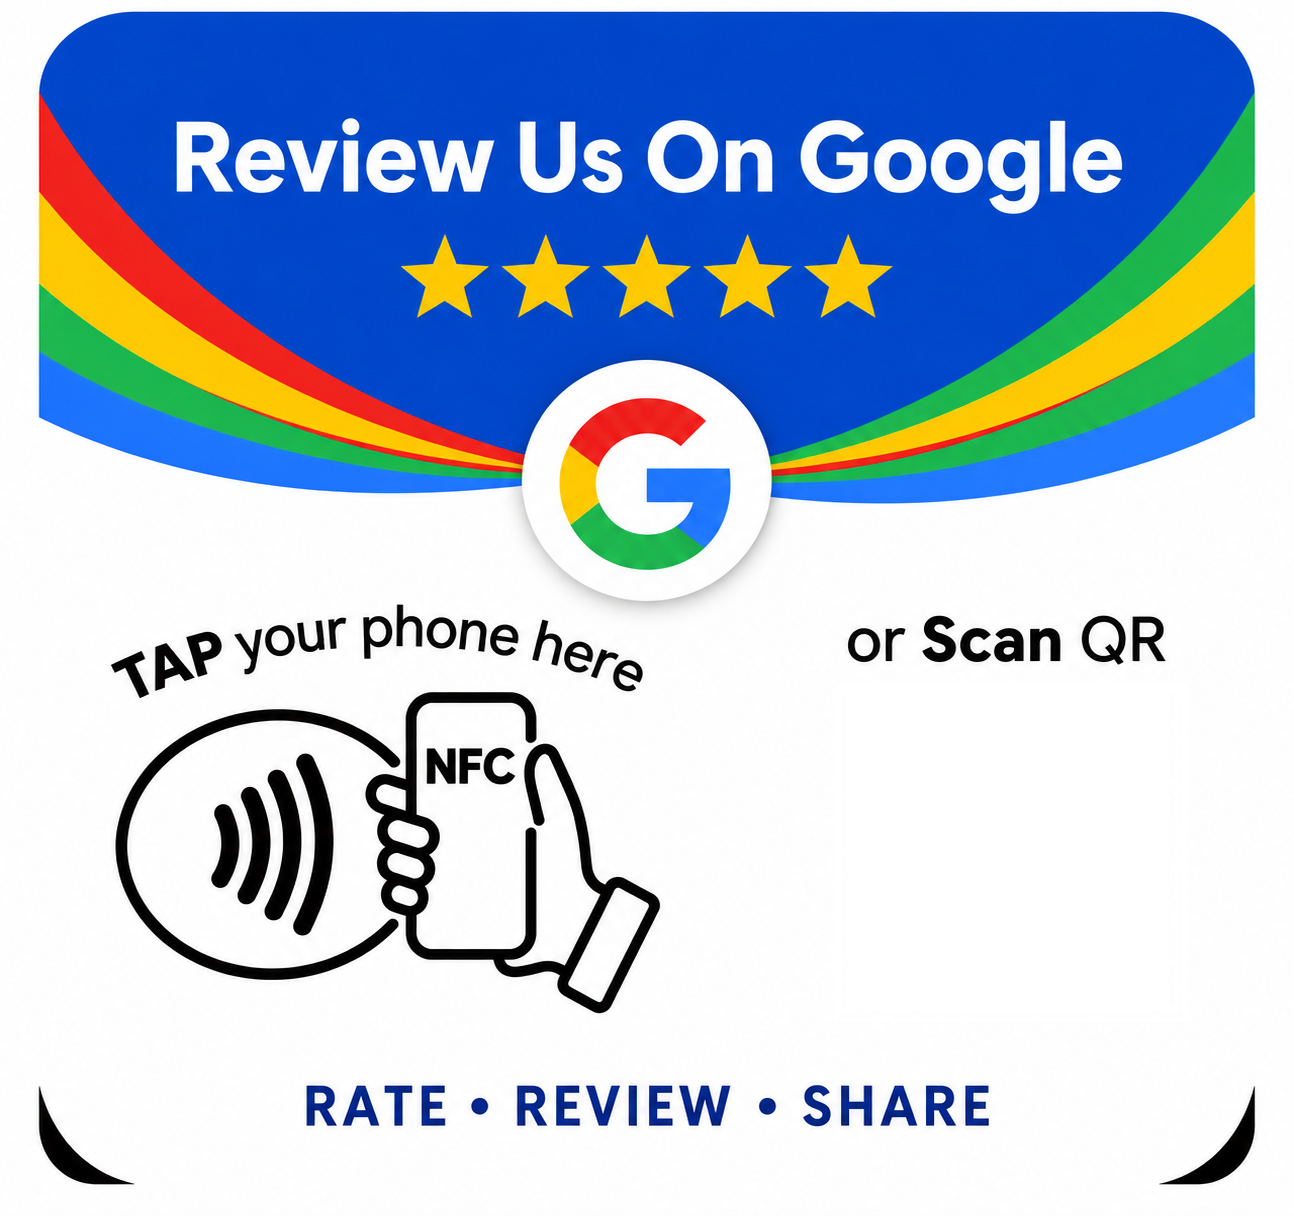 Review Us On Google
TAP your phone here
or Scan QR
NFC
RATE • REVIEW • SHARE